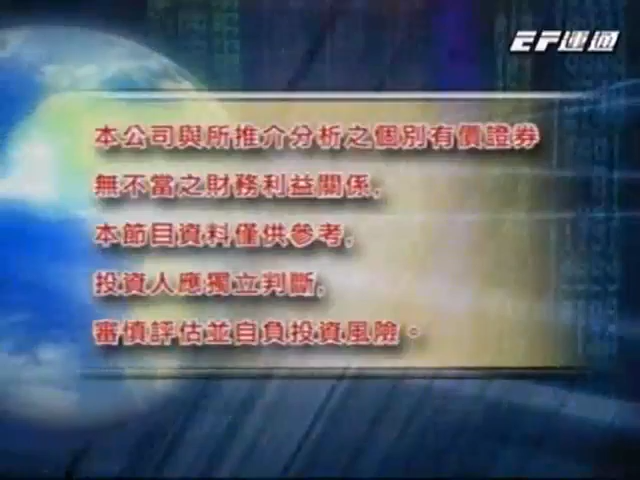 EF運通
本公司與所推介分析之個別有價證券
無不當之財務利益關係,
本節目資料僅供參考,
投資人應獨立判斷,
審慎評估並自負投資風險。